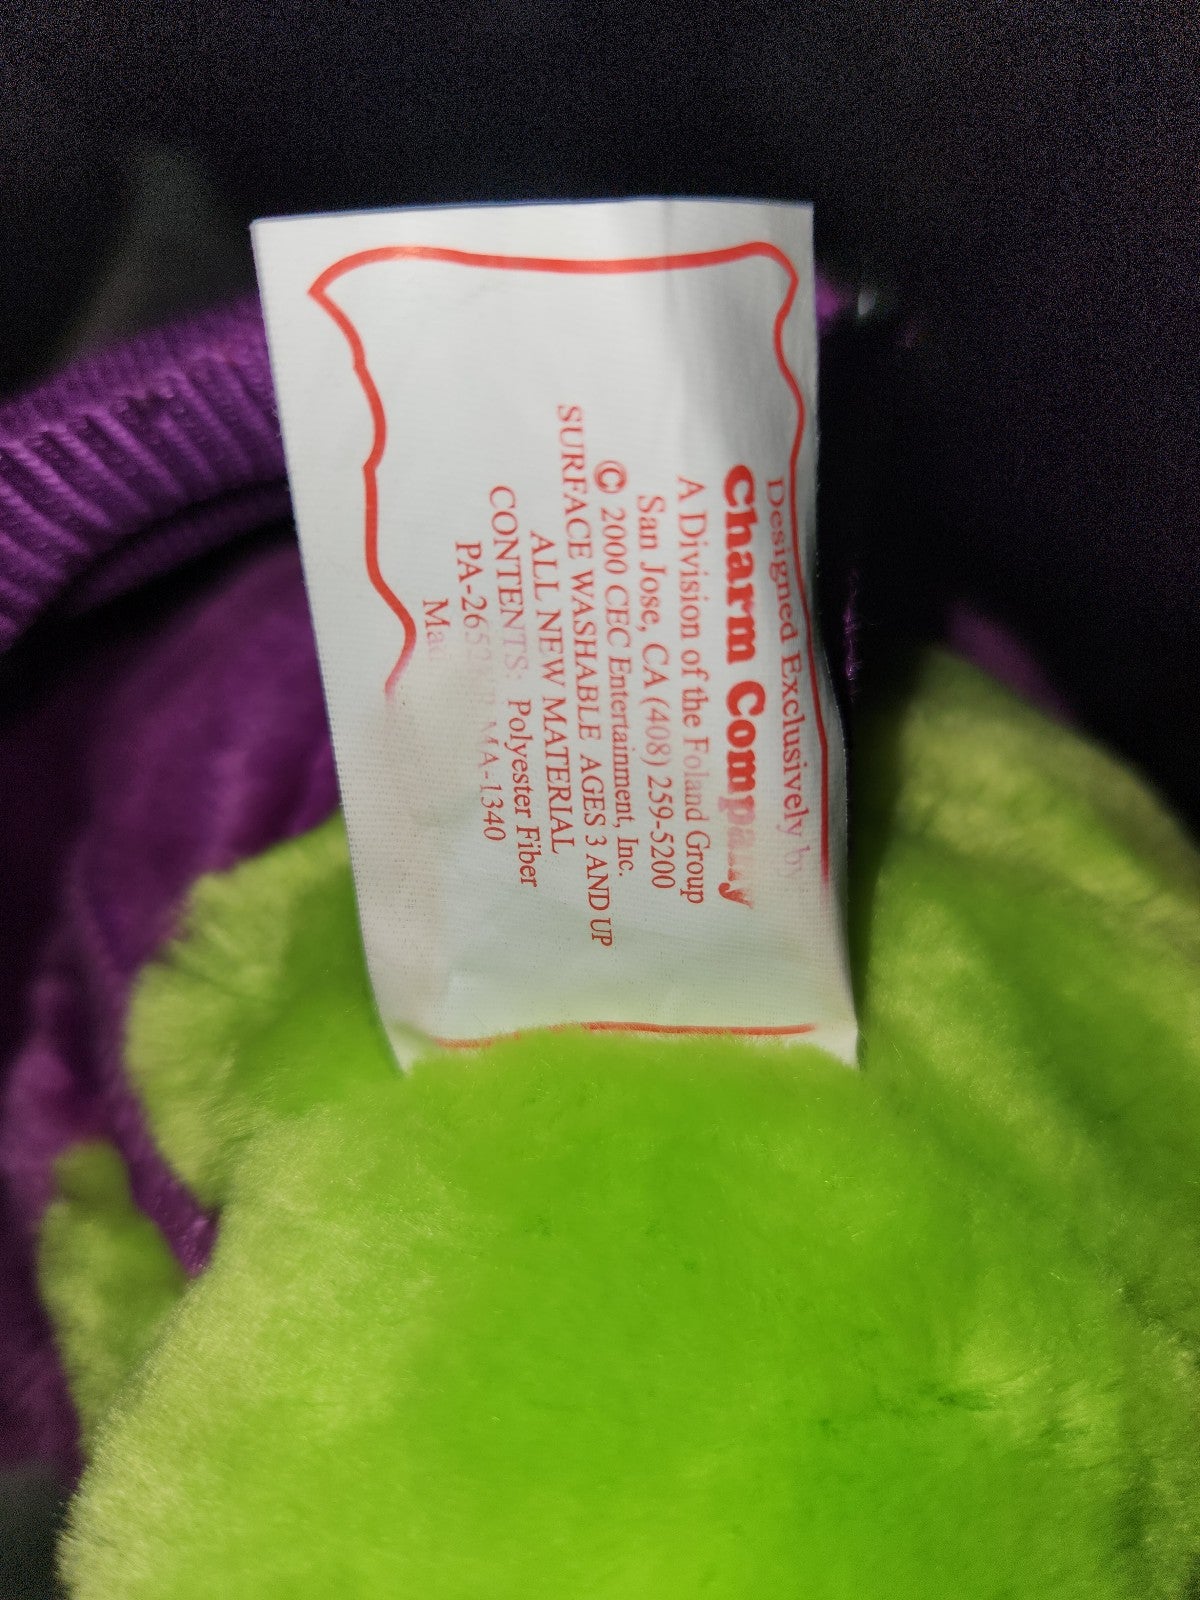 Designed Exclusively by
Charm Company
A Division of the Foland Group
San Jose, CA (408) 259-5200
© 2000 CEC Entertainment, Inc.
SURFACE WASHABLE AGES 3 AND UP
ALL NEW MATERIAL
CONTENTS: Polyester Fiber
MA-1340